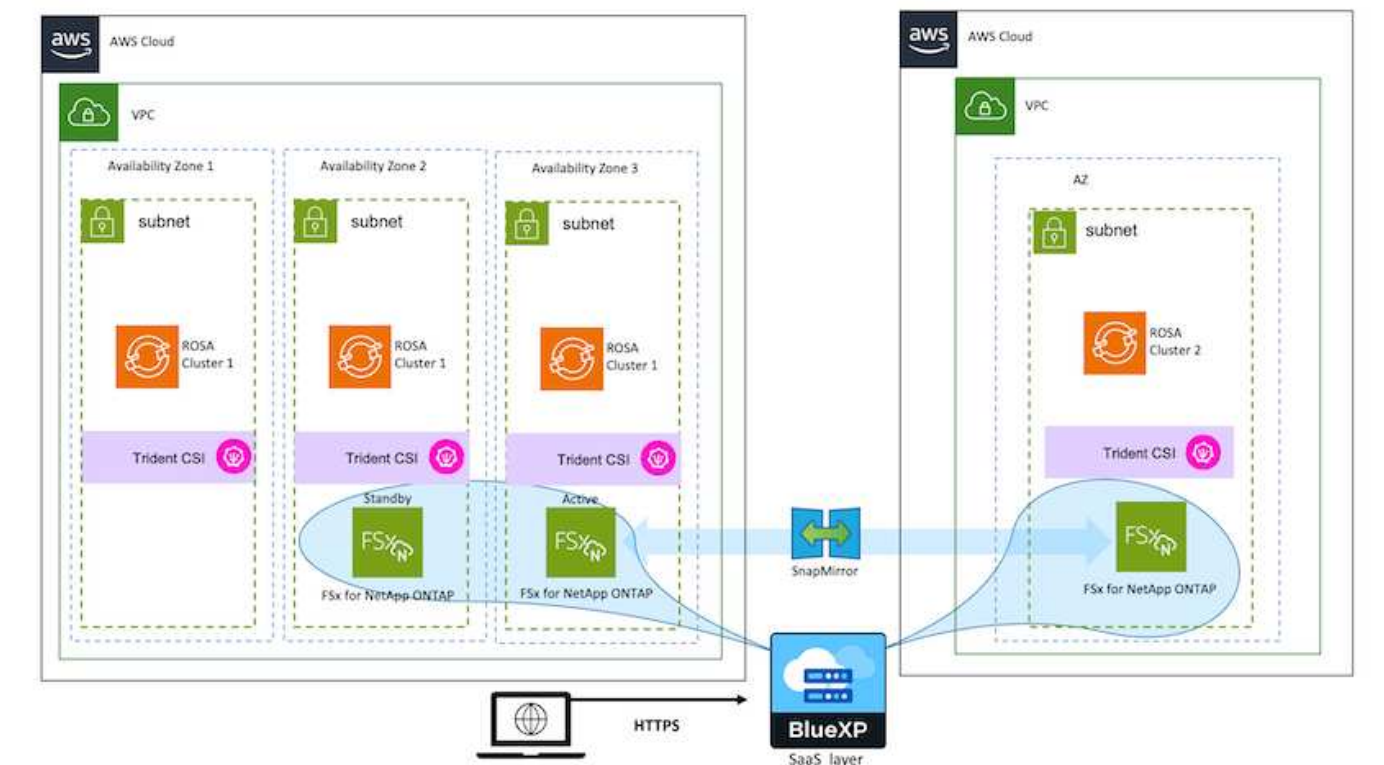 aws
AWS Cloud
VPC
Availability Zone 1
Availability Zone 2
Availability Zone 3
subnet
subnet
subnet
ROSA
Cluster 1
ROSA
Cluster 1
ROSA
Cluster 1
Trident CSI
Trident CSI
Trident CSI
Standby
Active
FSx N
FSx N
FSx for NetApp ONTAP
FSx for NetApp ONTAP
SnapMirror
aws
AWS Cloud
VPC
AZ
subnet
ROSA
Cluster 2
Trident CSI
FSx N
FSx for NetApp ONTAP
HTTPS
BlueXP
SaaS layer